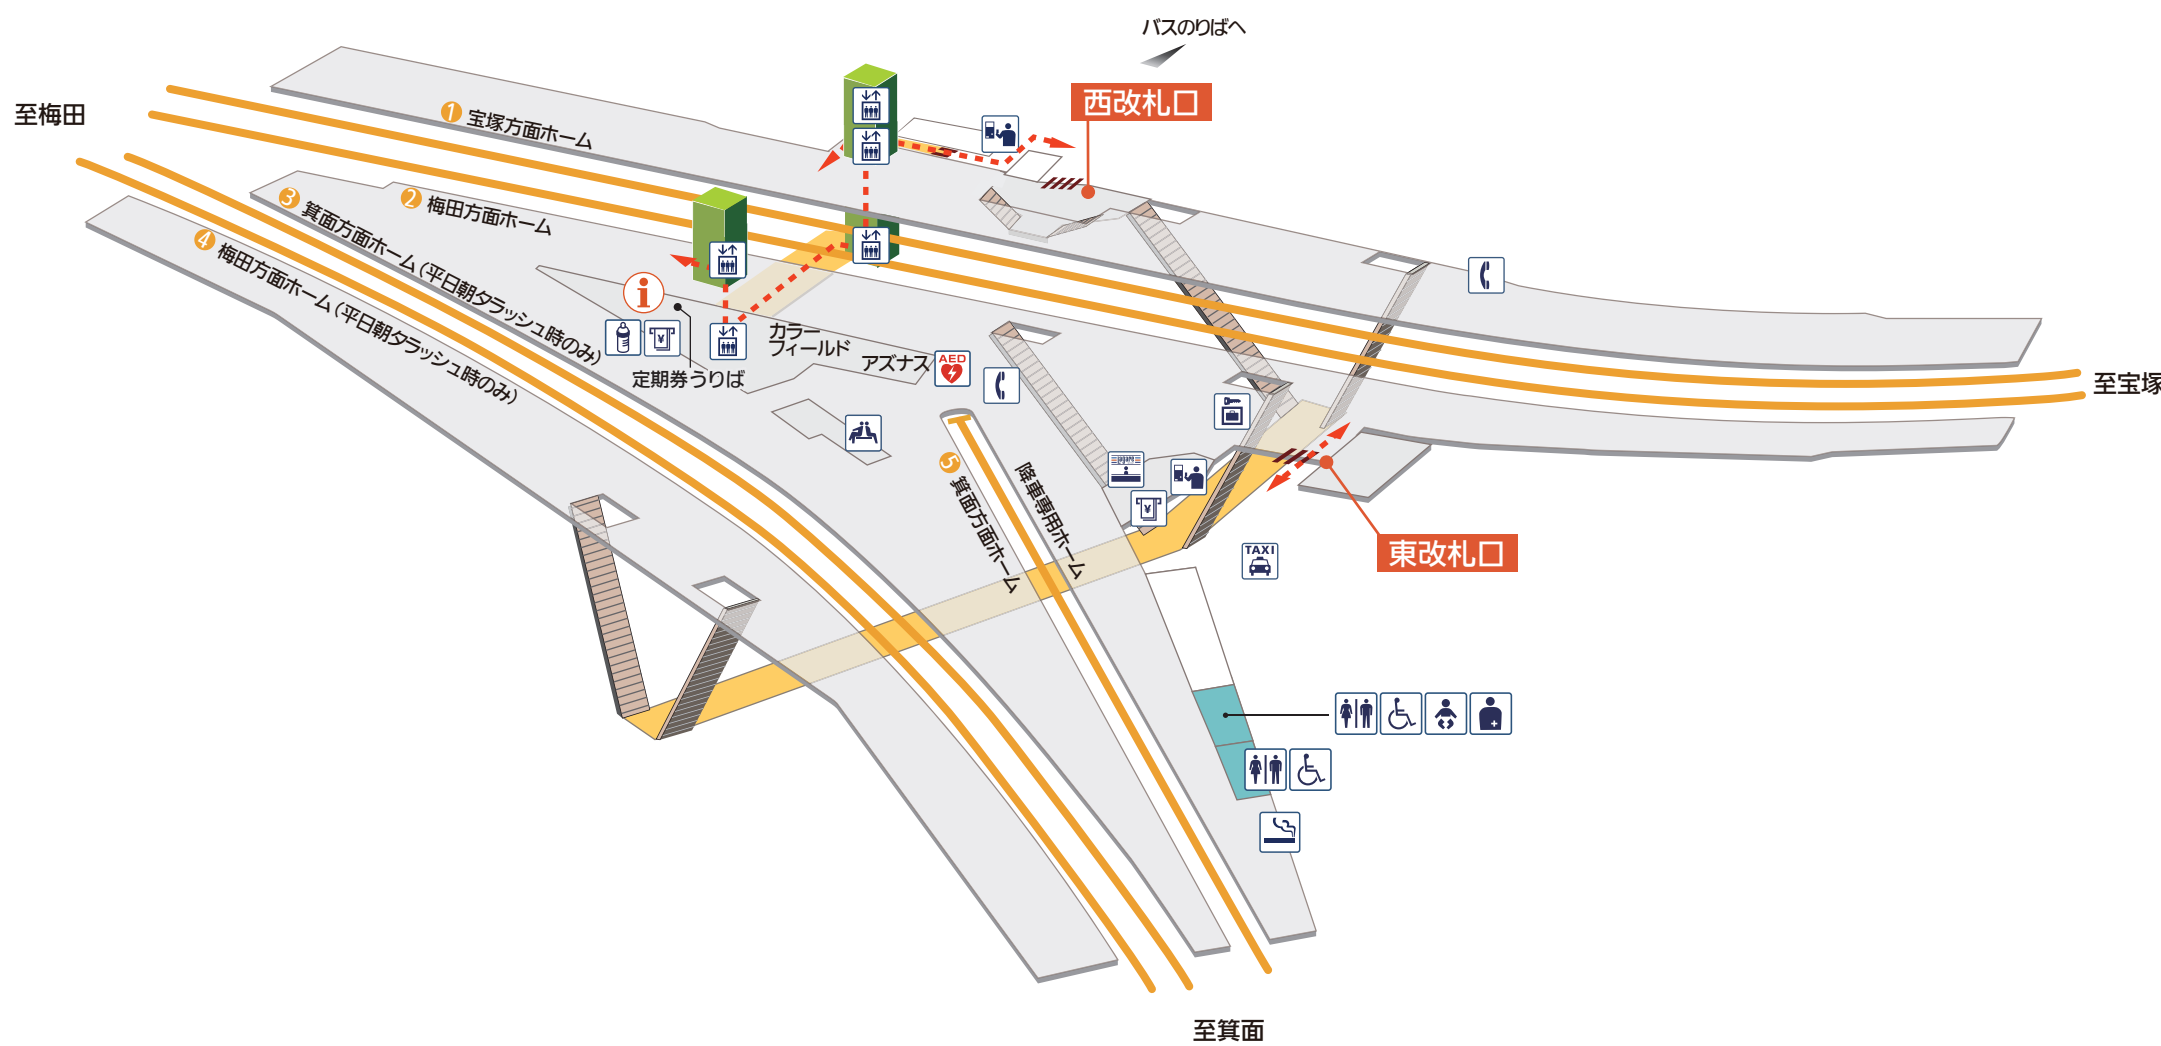 バスのりばへ
西改札口
至梅田
1 宝塚方面ホーム
2 梅田方面ホーム
3 箕面方面ホーム(平日朝夕ラッシュ時のみ)
4 梅田方面ホーム(平日朝夕ラッシュ時のみ)
i
¥
定期券うりば
カラー
フィールド
アズナス
AED
至宝塚
5 箕面方面ホーム
降車専用ホーム
¥
東改札口
TAXI
至箕面